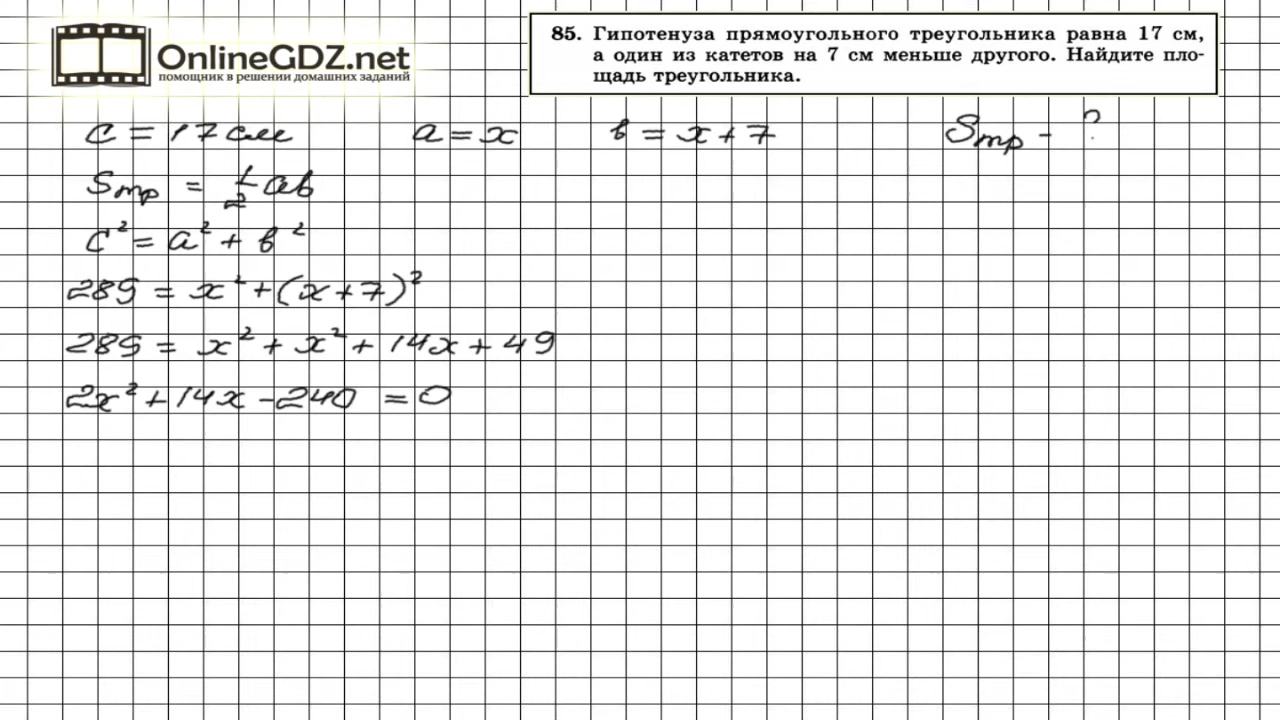 OnlineGDZ.net
помощник в решении домашних заданий
85. Гипотенуза прямоугольного треугольника равна 17 см,
а один из катетов на 7 см меньше другого. Найдите пло-
щадь треугольника.
c = 17 см a = x в = x + 7 Sтр - ?
Sтр = 1/2 ав
c² = a² + в²
289 = x² + (x + 7)²
289 = x² + x² + 14x + 49
2x² + 14x - 240 = 0